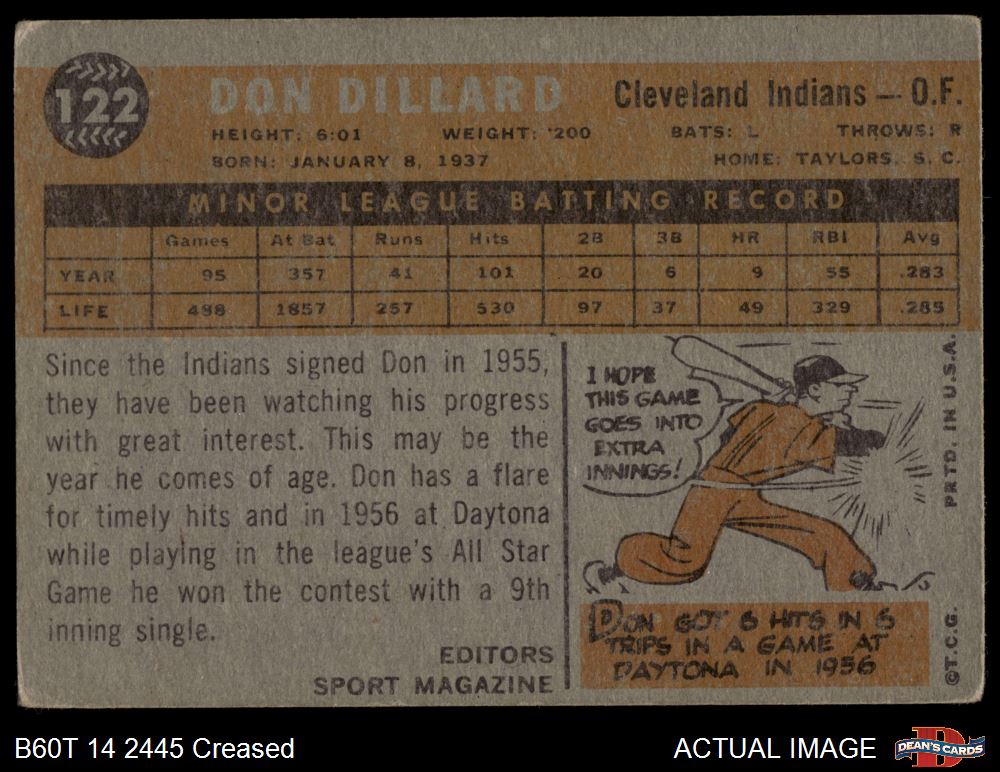 122
DON DILLARD
Cleveland Indians — O.F.
HEIGHT: 6:01 WEIGHT: '200 BATS: L THROWS: R
BORN: JANUARY 8, 1937 HOME: TAYLORS, S. C.
MINOR LEAGUE BATTING RECORD
Games At Bat Runs Hits 2B 3B HR RBI Avg
YEAR 95 357 41 101 20 6 9 55 .283
LIFE 498 1857 257 530 97 37 49 329 .285
Since the Indians signed Don in 1955,
they have been watching his progress
with great interest. This may be the
year he comes of age. Don has a flare
for timely hits and in 1956 at Daytona
while playing in the league's All Star
Game he won the contest with a 9th
inning single.
EDITORS
SPORT MAGAZINE
I HOPE
THIS GAME
GOES INTO
EXTRA
INNINGS!
DON GOT 6 HITS IN 6
TRIPS IN A GAME AT
DAYTONA IN 1956
©T.C.G. PRTD. IN U.S.A.
B60T 14 2445 Creased
ACTUAL IMAGE
DEAN'S CARDS